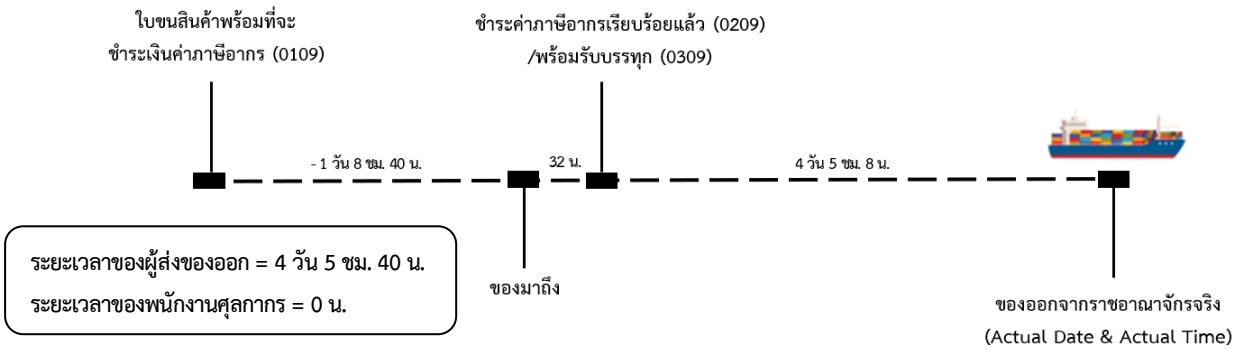 ใบขนสินค้าพร้อมที่จะ
ชำระเงินค่าภาษีอากร (0109)
ชำระค่าภาษีอากรเรียบร้อยแล้ว (0209)
/พร้อมรับบรรทุก (0309)
- 1 วัน 8 ชม. 40 น.
32 น.
4 วัน 5 ชม. 8 น.
ระยะเวลาของผู้ส่งของออก = 4 วัน 5 ชม. 40 น.
ระยะเวลาของพนักงานศุลกากร = 0 น.
ของมาถึง
ของออกจากราชอาณาจักรจริง
(Actual Date & Actual Time)